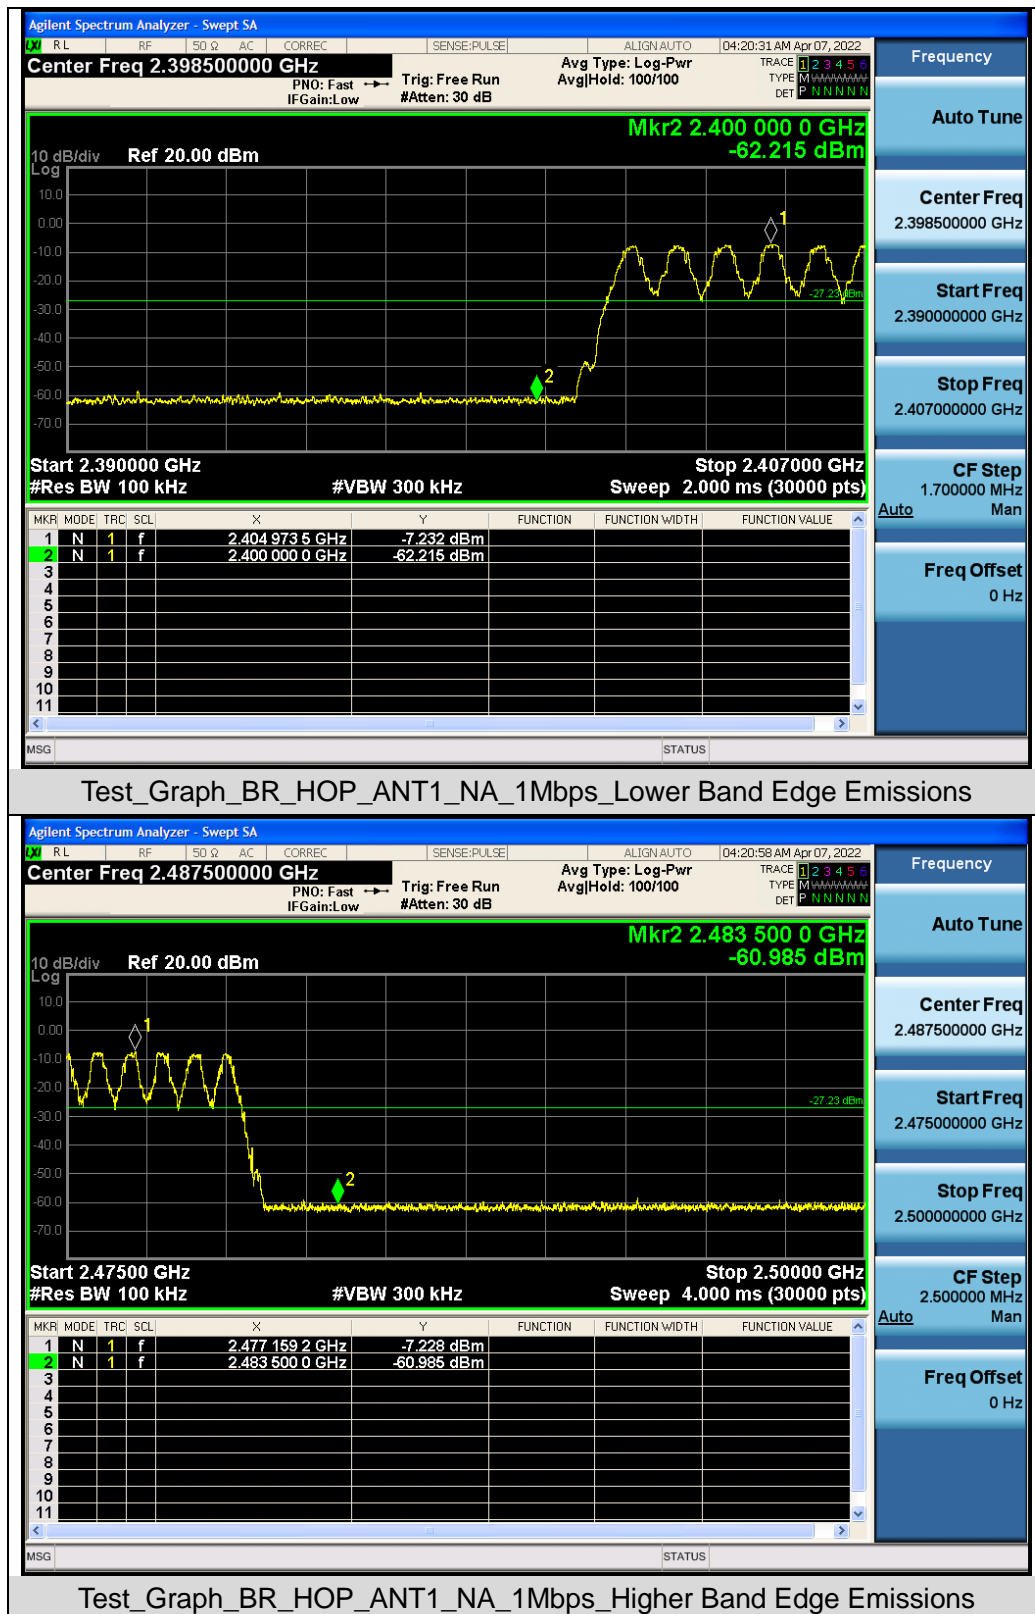 Agilent Spectrum Analyzer - Swept SA
LXI RL RF 50 Ω AC CORREC SENSE:PULSE ALIGN AUTO 04:20:31 AM Apr 07, 2022
Center Freq 2.398500000 GHz
PNO: Fast
IFGain:Low
Trig: Free Run
#Atten: 30 dB
Avg Type: Log-Pwr
Avg|Hold: 100/100
TRACE 1 2 3 4 5 6
TYPE M
DET P N N N N N
Frequency
Auto Tune
Center Freq
2.398500000 GHz
Start Freq
2.390000000 GHz
Stop Freq
2.407000000 GHz
CF Step
1.700000 MHz
Auto Man
Freq Offset
0 Hz
Mkr2 2.400 000 0 GHz
-62.215 dBm
10 dB/div Ref 20.00 dBm
Log
10.0
0.00
-10.0
-20.0
-30.0
-40.0
-50.0
-60.0
-70.0
1
-27.23 dBm
2
Start 2.390000 GHz Stop 2.407000 GHz
#Res BW 100 kHz #VBW 300 kHz Sweep 2.000 ms (30000 pts)
MKR MODE TRC SCL X Y FUNCTION FUNCTION WIDTH FUNCTION VALUE
1 N 1 f 2.404 973 5 GHz -7.232 dBm
2 N 1 f 2.400 000 0 GHz -62.215 dBm
3
4
5
6
7
8
9
10
11
MSG STATUS
Test_Graph_BR_HOP_ANT1_NA_1Mbps_Lower Band Edge Emissions
Agilent Spectrum Analyzer - Swept SA
LXI RL RF 50 Ω AC CORREC SENSE:PULSE ALIGN AUTO 04:20:58 AM Apr 07, 2022
Center Freq 2.487500000 GHz
PNO: Fast
IFGain:Low
Trig: Free Run
#Atten: 30 dB
Avg Type: Log-Pwr
Avg|Hold: 100/100
TRACE 1 2 3 4 5 6
TYPE M
DET P N N N N N
Frequency
Auto Tune
Center Freq
2.487500000 GHz
Start Freq
2.475000000 GHz
Stop Freq
2.500000000 GHz
CF Step
2.500000 MHz
Auto Man
Freq Offset
0 Hz
Mkr2 2.483 500 0 GHz
-60.985 dBm
10 dB/div Ref 20.00 dBm
Log
10.0
0.00
-10.0
-20.0
-30.0
-40.0
-50.0
-60.0
-70.0
1
-27.23 dBm
2
Start 2.47500 GHz Stop 2.50000 GHz
#Res BW 100 kHz #VBW 300 kHz Sweep 4.000 ms (30000 pts)
MKR MODE TRC SCL X Y FUNCTION FUNCTION WIDTH FUNCTION VALUE
1 N 1 f 2.477 159 2 GHz -7.228 dBm
2 N 1 f 2.483 500 0 GHz -60.985 dBm
3
4
5
6
7
8
9
10
11
MSG STATUS
Test_Graph_BR_HOP_ANT1_NA_1Mbps_Higher Band Edge Emissions